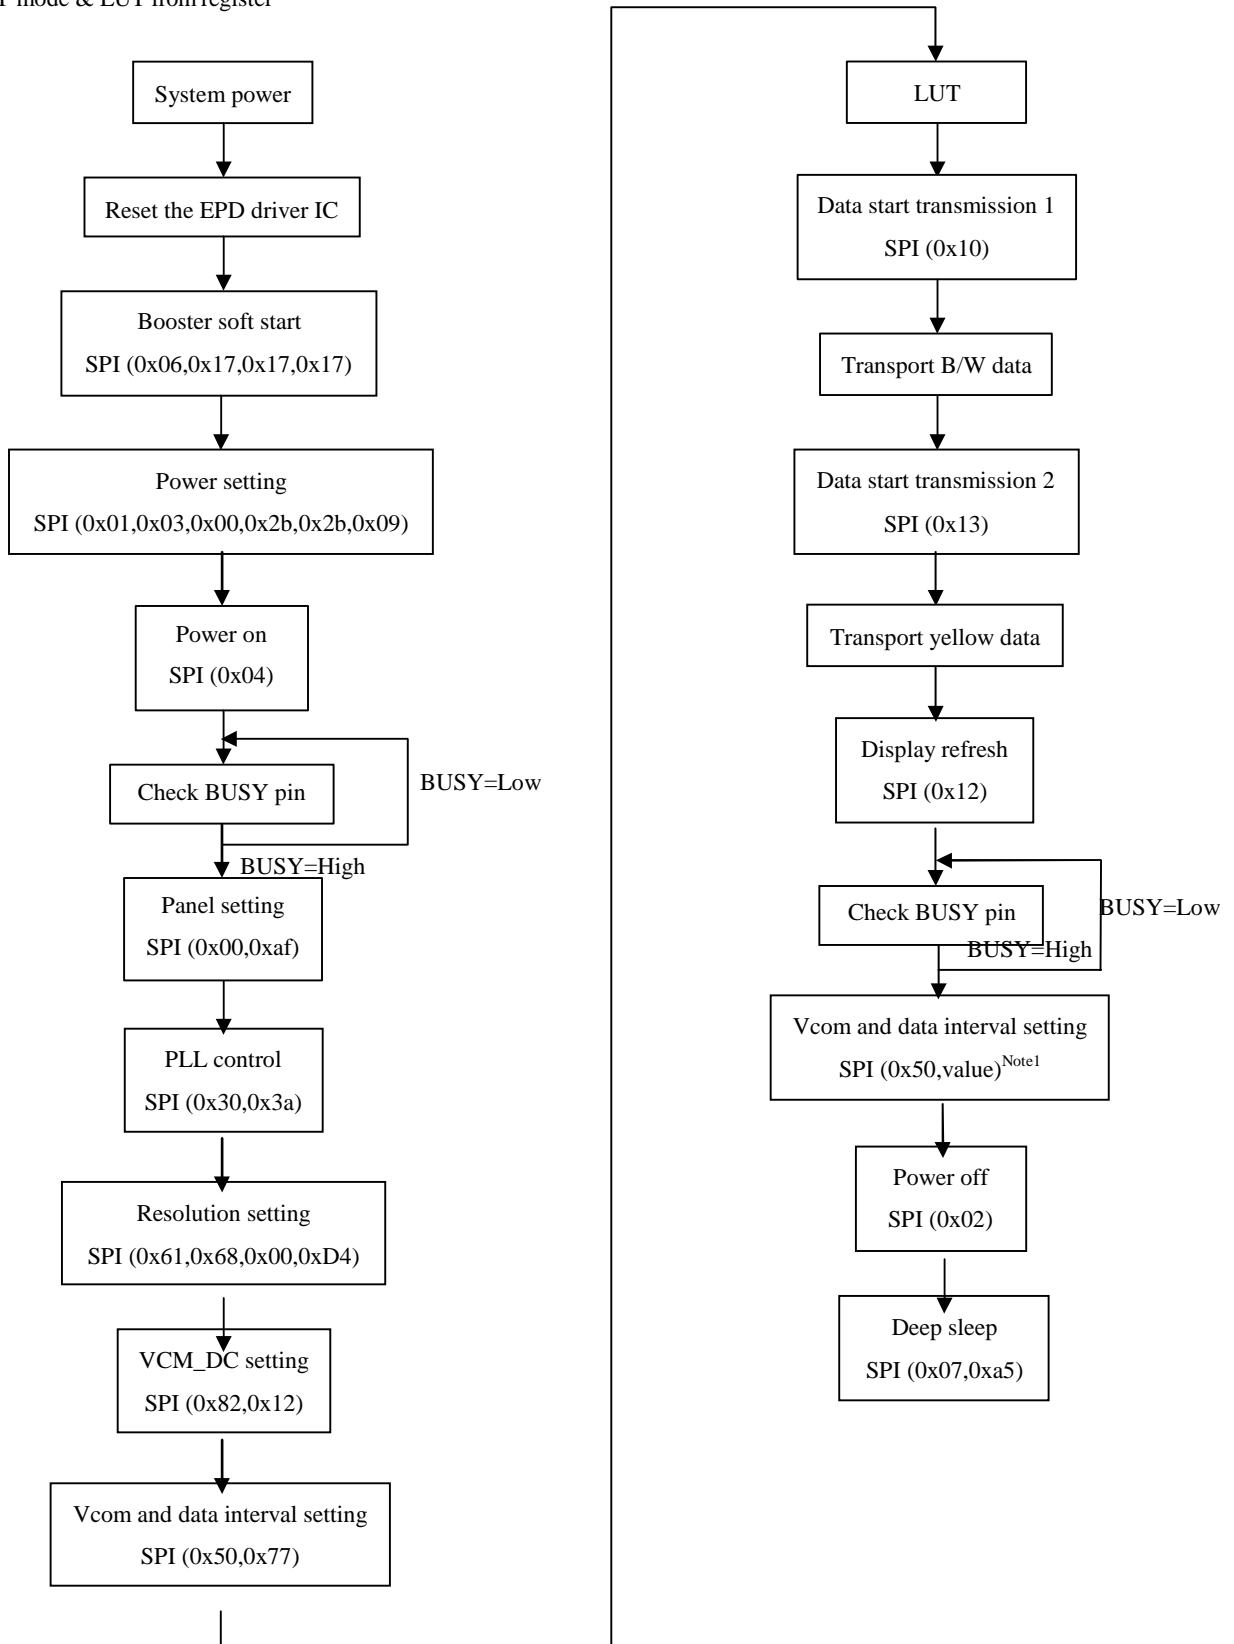 mode & LUT from register
System power
Reset the EPD driver IC
Booster soft start
SPI (0x06,0x17,0x17,0x17)
Power setting
SPI (0x01,0x03,0x00,0x2b,0x2b,0x09)
Power on
SPI (0x04)
Check BUSY pin
BUSY=Low
BUSY=High
Panel setting
SPI (0x00,0xaf)
PLL control
SPI (0x30,0x3a)
Resolution setting
SPI (0x61,0x68,0x00,0xD4)
VCM_DC setting
SPI (0x82,0x12)
Vcom and data interval setting
SPI (0x50,0x77)
LUT
Data start transmission 1
SPI (0x10)
Transport B/W data
Data start transmission 2
SPI (0x13)
Transport yellow data
Display refresh
SPI (0x12)
Check BUSY pin
BUSY=Low
BUSY=High
Vcom and data interval setting
SPI (0x50,value)Note1
Power off
SPI (0x02)
Deep sleep
SPI (0x07,0xa5)